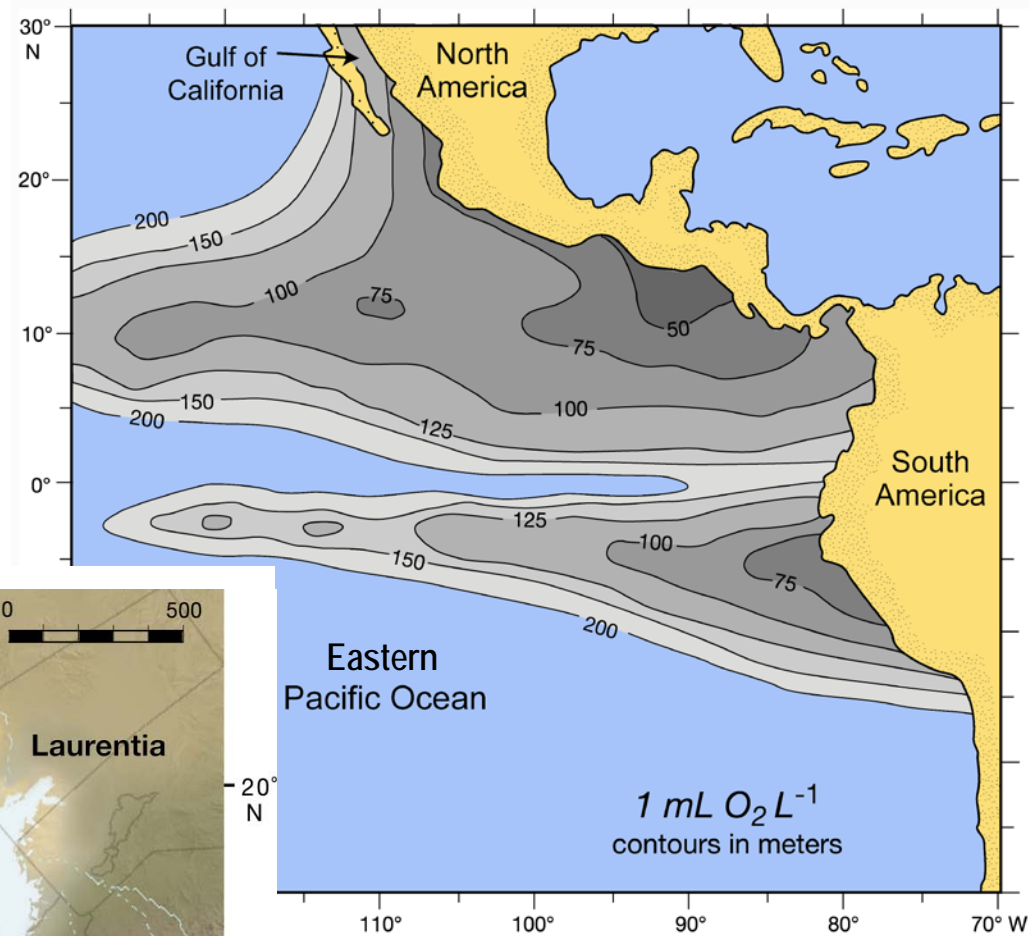 30°
N
20°
10°
0°
Gulf of
California
North
America
200
150
100
75
50
75
100
150
200
125
South
America
125
100
75
150
200
Eastern
Pacific Ocean
1 mL O₂ L⁻¹
contours in meters
0 500
Laurentia
20°
N
110° 100° 90° 80° 70° W